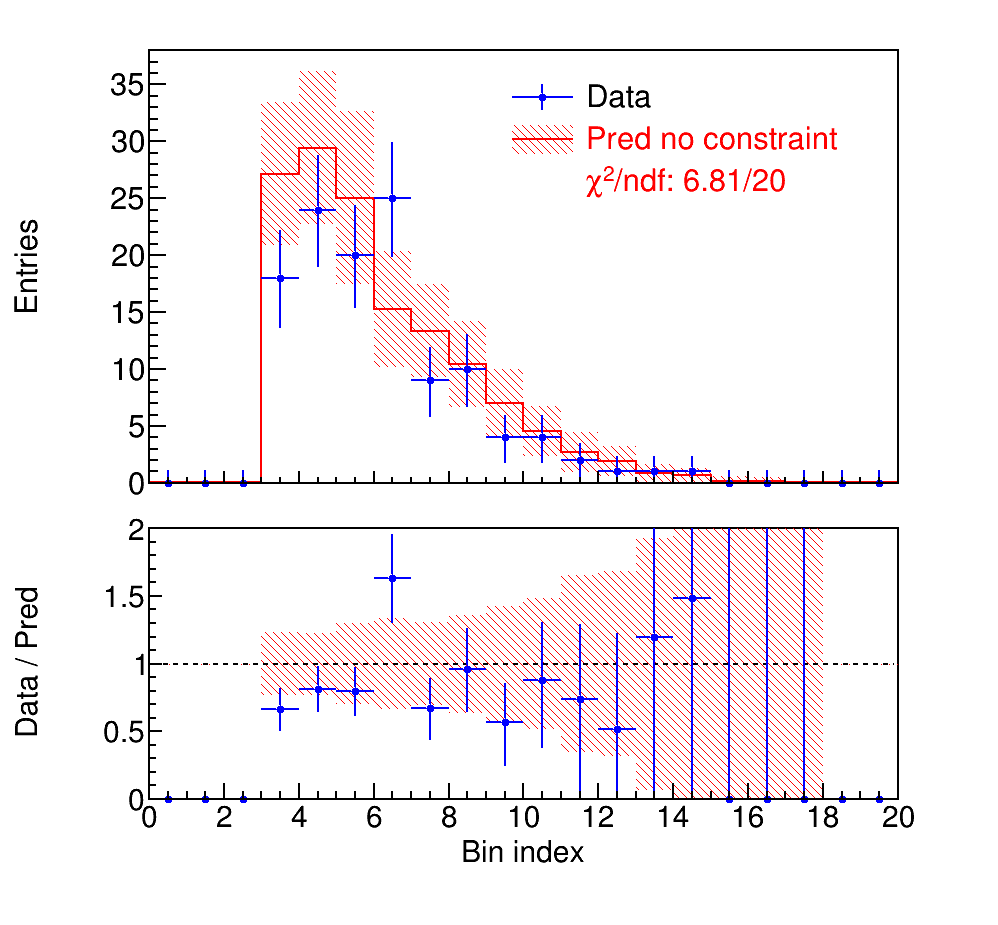 35
30
25
20
15
10
5
0
Entries
Data
Pred no constraint
χ²/ndf: 6.81/20
2
1.5
1
0.5
0
Data / Pred
0 2 4 6 8 10 12 14 16 18 20
Bin index